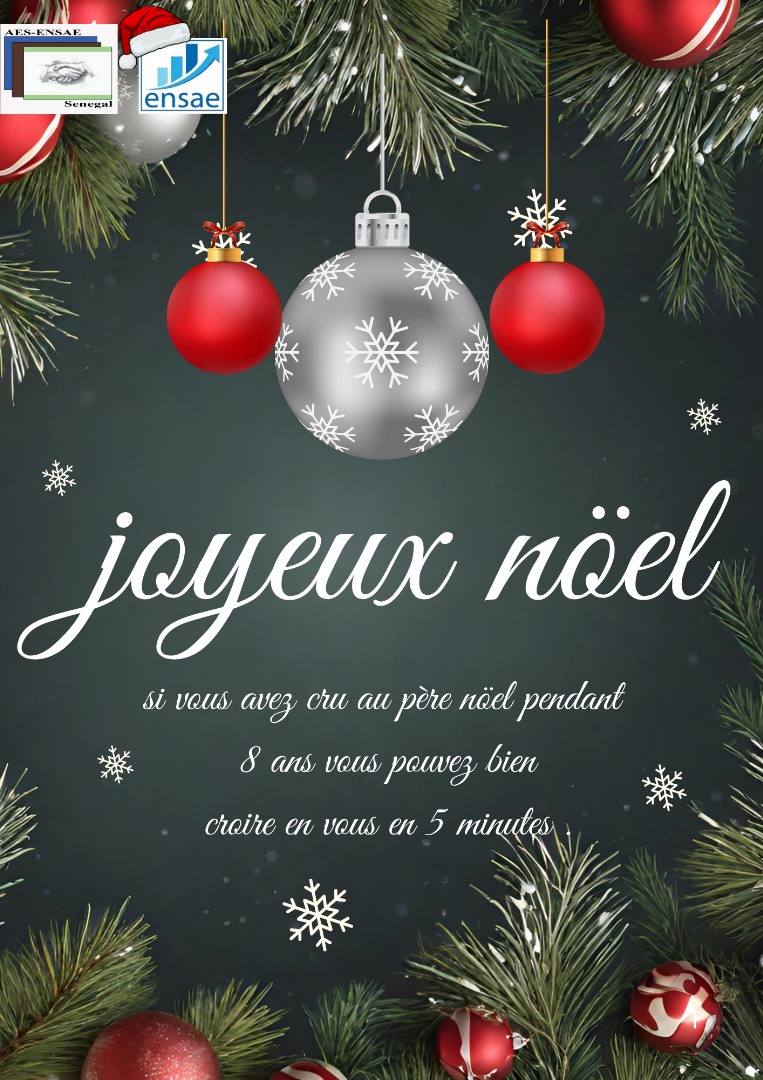 AES-ENSAE
Senegal
ensae
joyeux nöel
si vous avez cru au père nöel pendant
8 ans vous pouvez bien
croire en vous en 5 minutes .